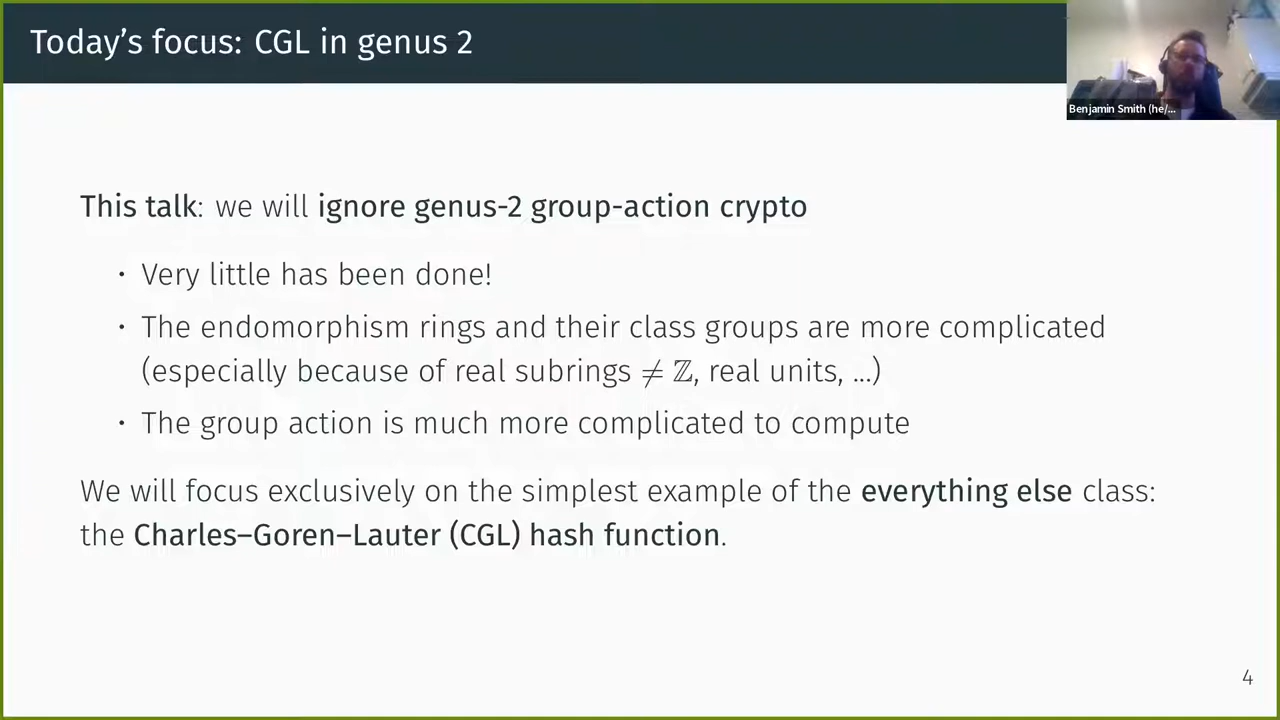 Today's focus: CGL in genus 2
Benjamin Smith (he/...
This talk: we will ignore genus-2 group-action crypto
• Very little has been done!
• The endomorphism rings and their class groups are more complicated
(especially because of real subrings ≠ ℤ, real units, ...)
• The group action is much more complicated to compute
We will focus exclusively on the simplest example of the everything else class:
the Charles–Goren–Lauter (CGL) hash function.
4